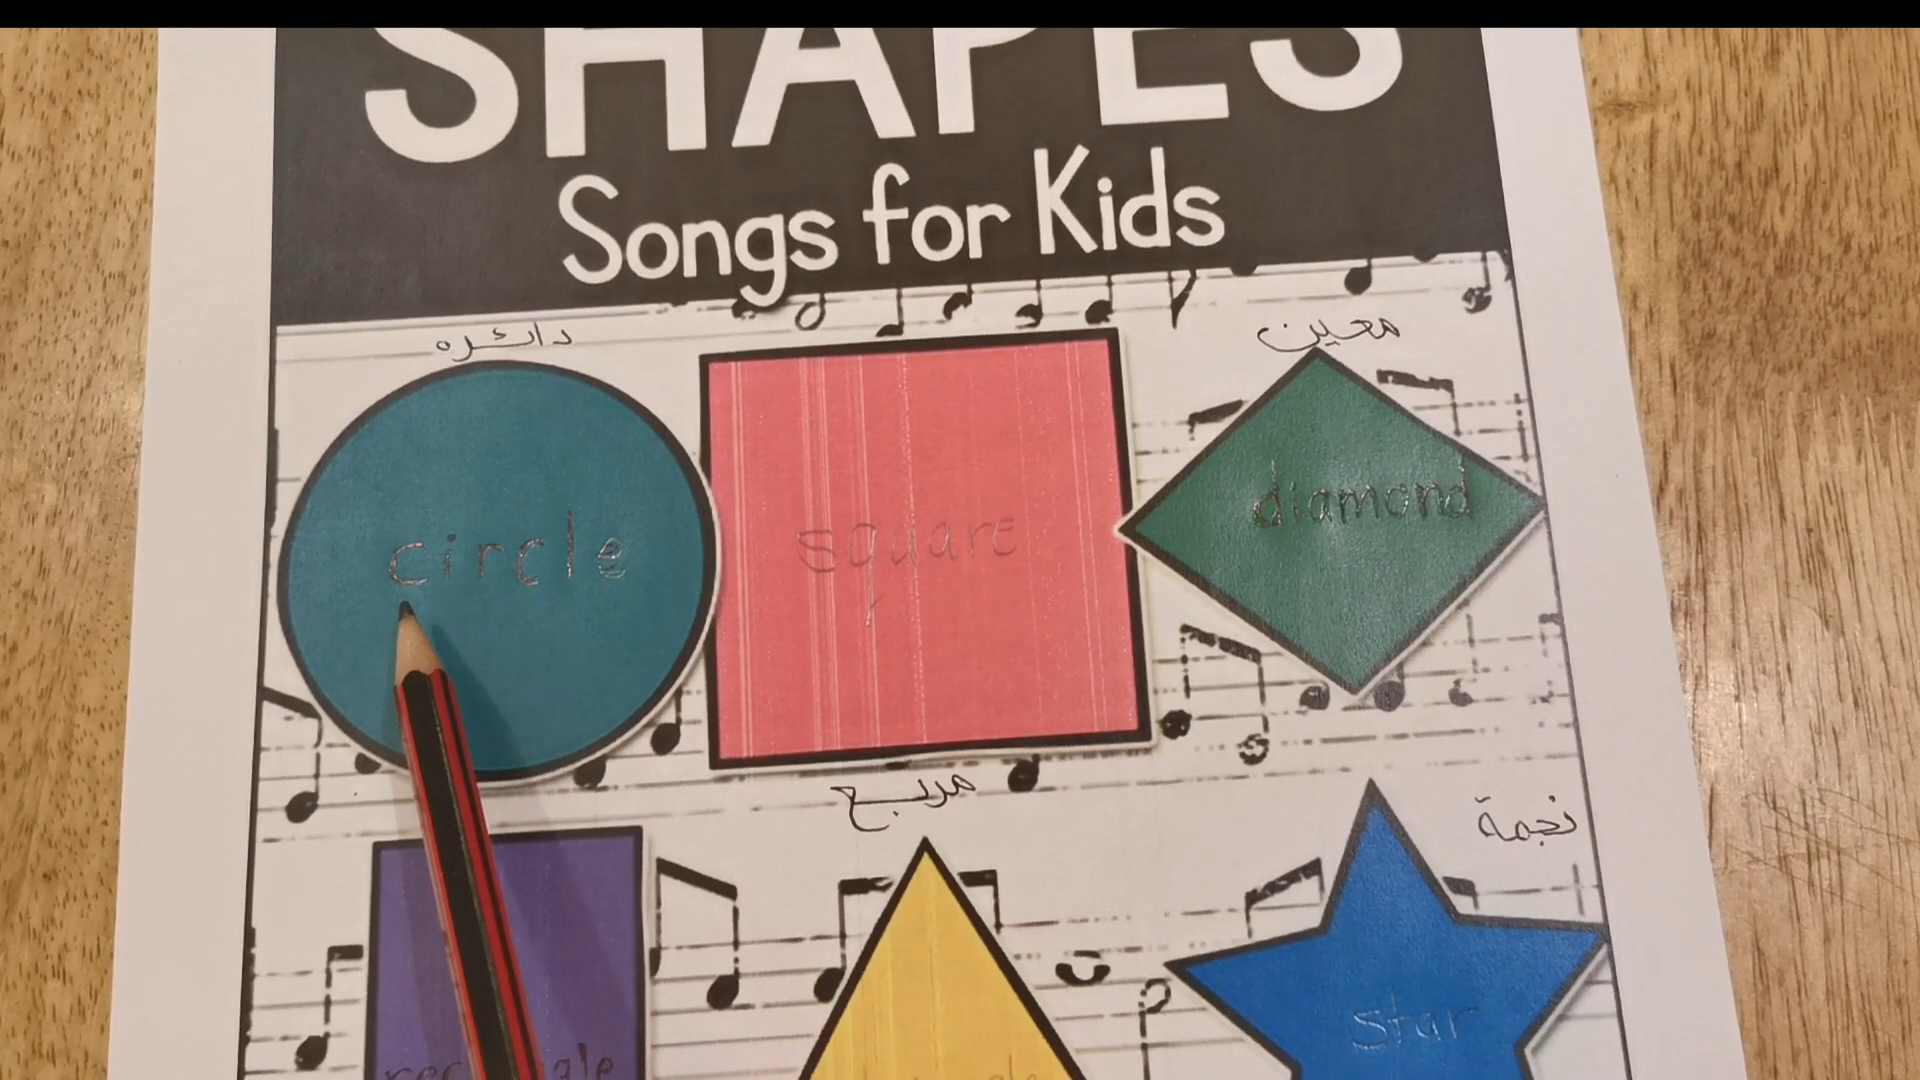 SHAPES
Songs for Kids
دائره
معين
circle
square
diamond
مربع
نجمة
star